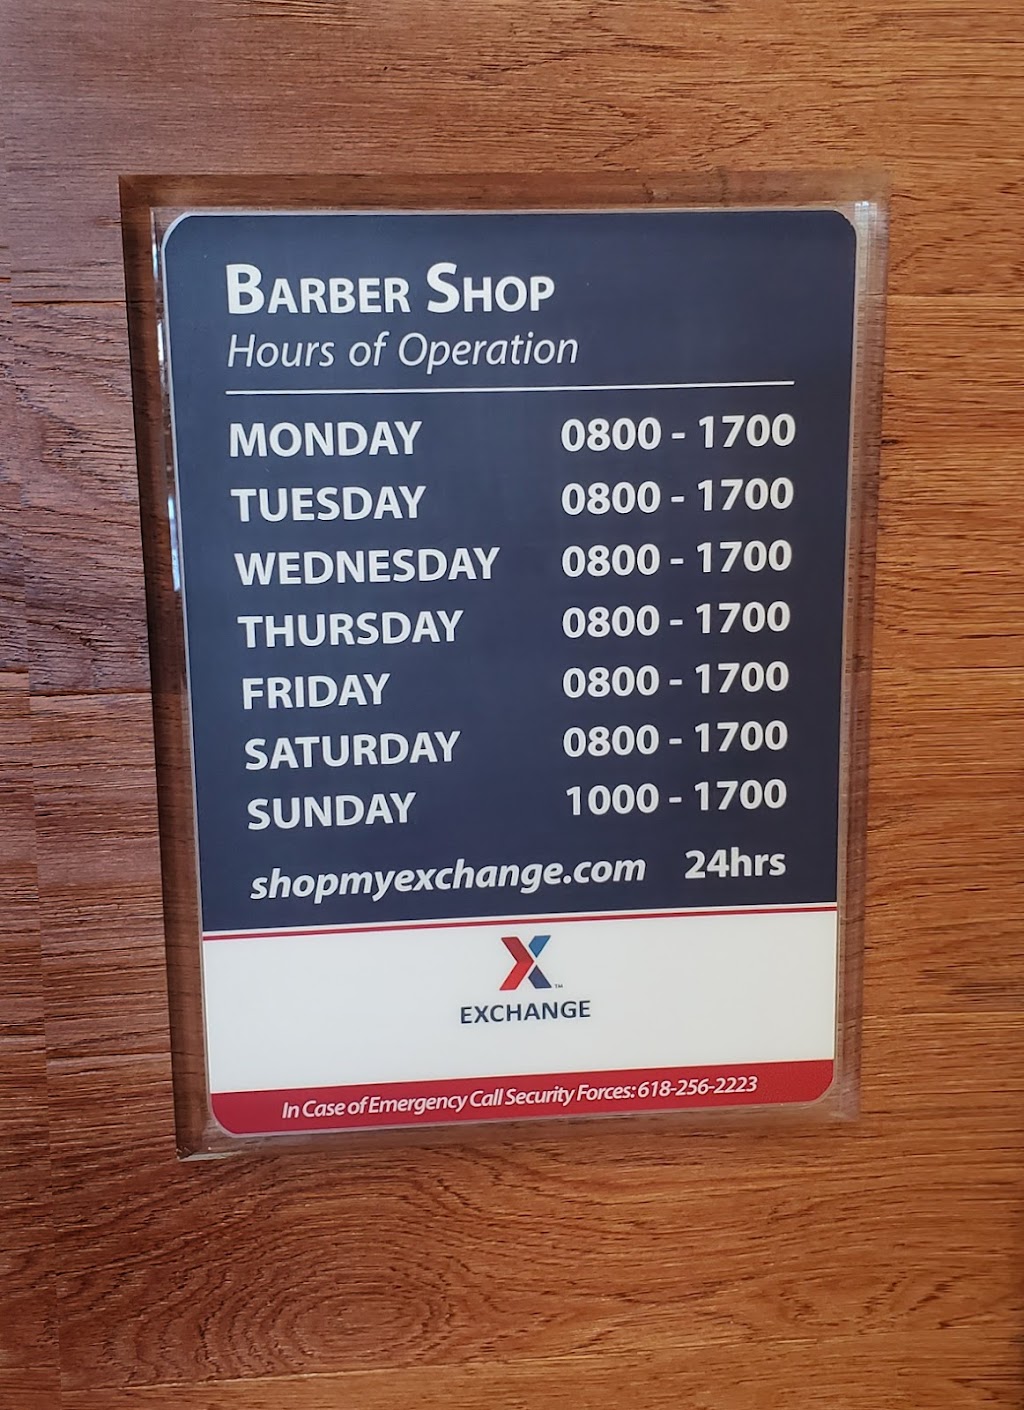 BARBER SHOP
Hours of Operation
MONDAY 0800 - 1700
TUESDAY 0800 - 1700
WEDNESDAY 0800 - 1700
THURSDAY 0800 - 1700
FRIDAY 0800 - 1700
SATURDAY 0800 - 1700
SUNDAY 1000 - 1700
shopmyexchange.com 24hrs
X™
EXCHANGE
In Case of Emergency Call Security Forces: 618-256-2223